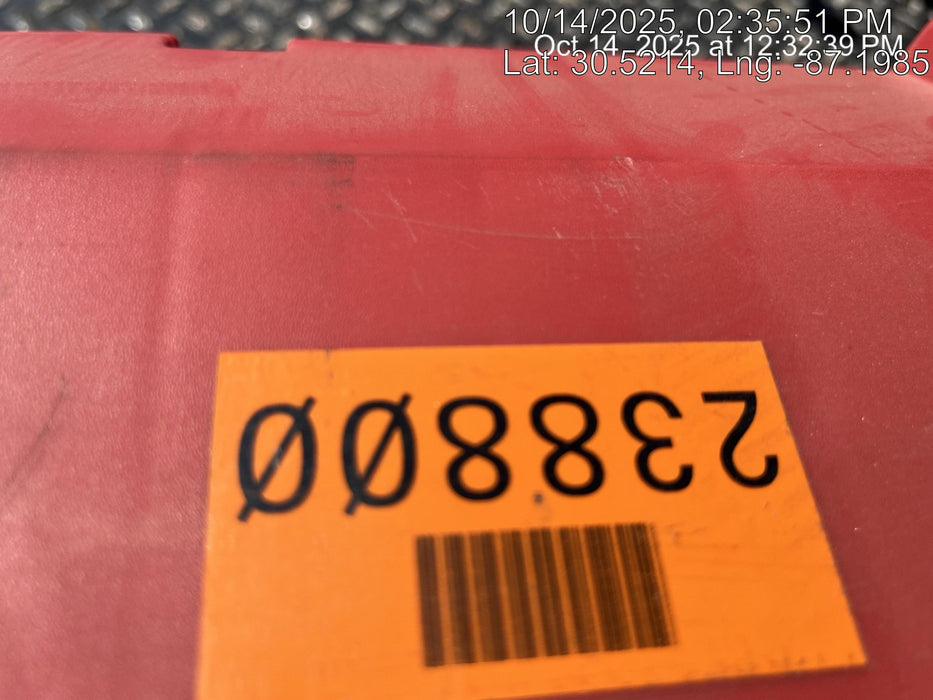 10/14/2025, 02:35:51 PM
Oct 14, 2025 at 12:32:39 PM
Lat: 30.5214, Lng: -87.1985
238800